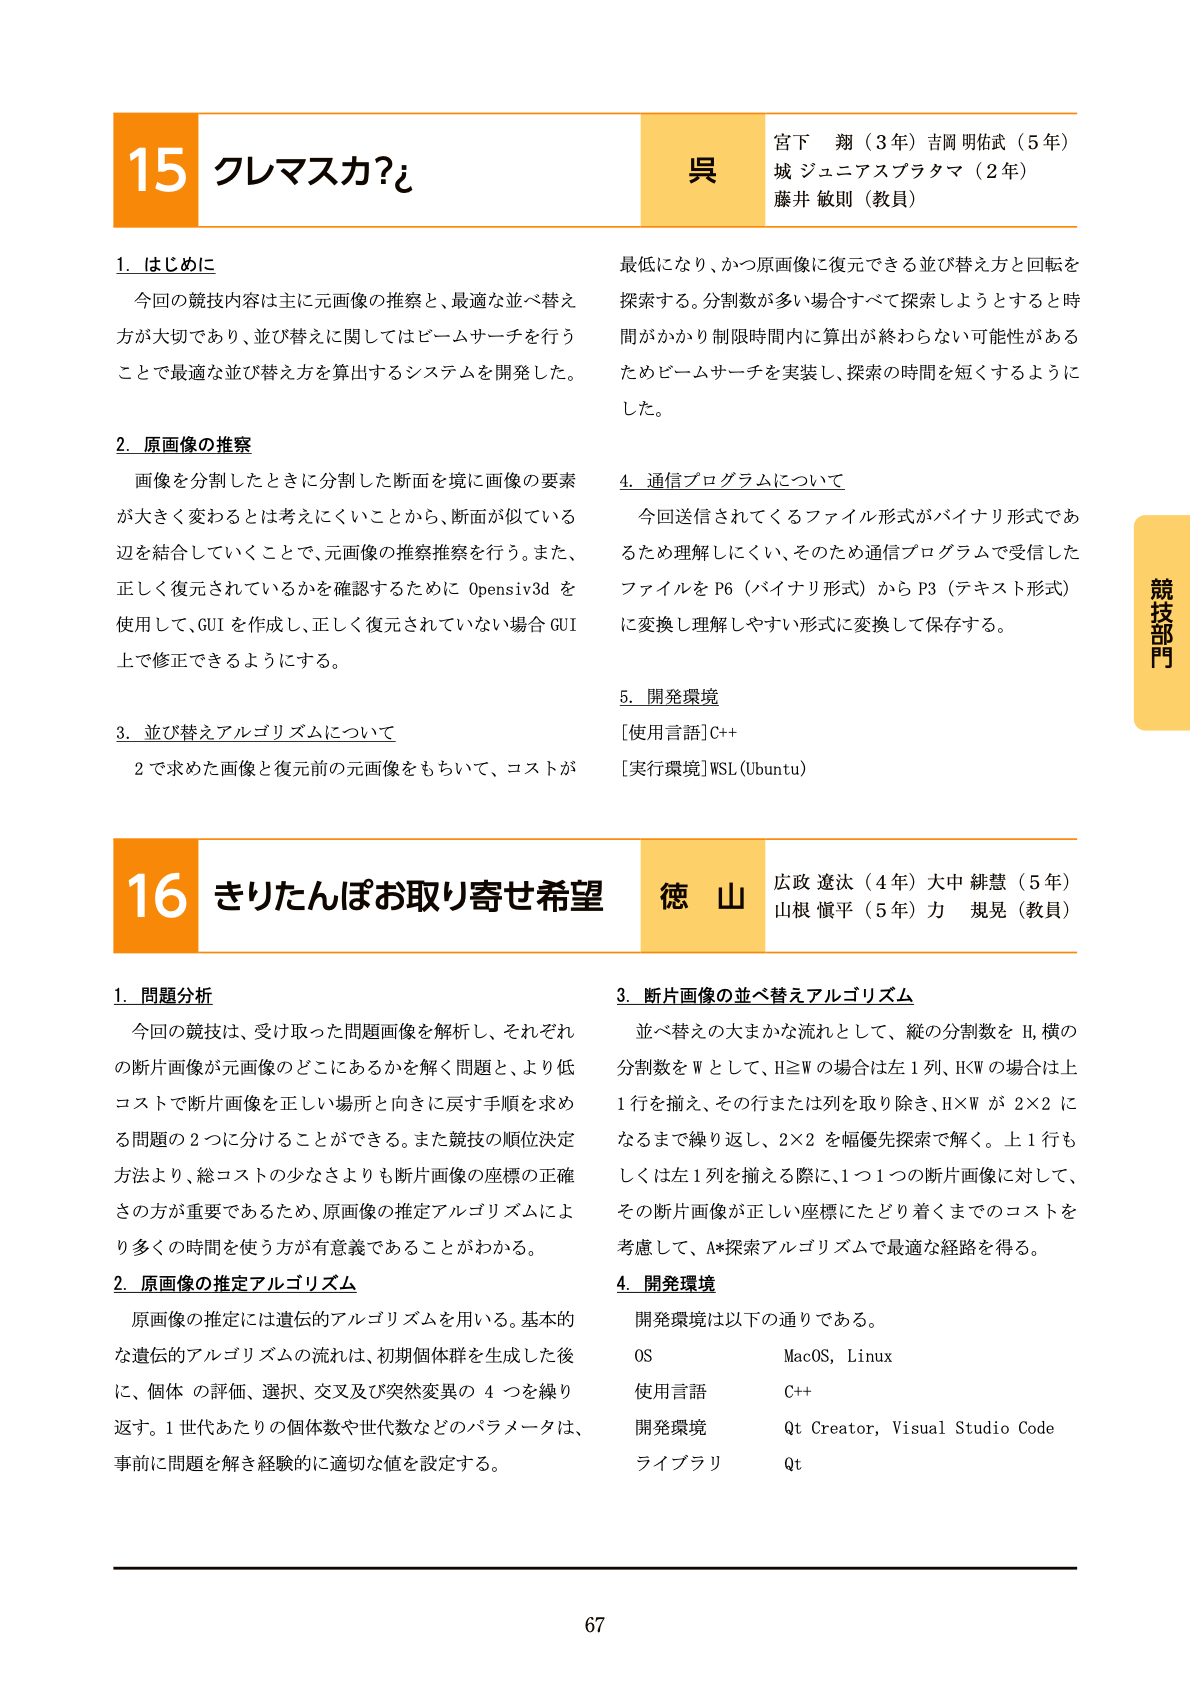 15 クレマスカ?¿ 呉
宮下　翔（３年）吉岡 明佑武（５年）
城 ジュニアスプラタマ（２年）
藤井 敏則（教員）
1. はじめに
今回の競技内容は主に元画像の推察と、最適な並べ替え
方が大切であり、並び替えに関してはビームサーチを行う
ことで最適な並び替え方を算出するシステムを開発した。
2. 原画像の推察
画像を分割したときに分割した断面を境に画像の要素
が大きく変わるとは考えにくいことから、断面が似ている
辺を結合していくことで、元画像の推察推察を行う。また、
正しく復元されているかを確認するために Opensiv3d を
使用して、GUI を作成し、正しく復元されていない場合 GUI
上で修正できるようにする。
3. 並び替えアルゴリズムについて
2 で求めた画像と復元前の元画像をもちいて、コストが
最低になり、かつ原画像に復元できる並び替え方と回転を
探索する。分割数が多い場合すべて探索しようとすると時
間がかかり制限時間内に算出が終わらない可能性がある
ためビームサーチを実装し、探索の時間を短くするように
した。
4. 通信プログラムについて
今回送信されてくるファイル形式がバイナリ形式であ
るため理解しにくい、そのため通信プログラムで受信した
ファイルを P6（バイナリ形式）から P3（テキスト形式）
に変換し理解しやすい形式に変換して保存する。
5. 開発環境
[使用言語]C++
[実行環境]WSL(Ubuntu)
競技部門
16 きりたんぽお取り寄せ希望 徳　山
広政 遼汰（４年）大中 緋慧（５年）
山根 愼平（５年）力　規晃（教員）
1. 問題分析
今回の競技は、受け取った問題画像を解析し、それぞれ
の断片画像が元画像のどこにあるかを解く問題と、より低
コストで断片画像を正しい場所と向きに戻す手順を求め
る問題の 2 つに分けることができる。また競技の順位決定
方法より、総コストの少なさよりも断片画像の座標の正確
さの方が重要であるため、原画像の推定アルゴリズムによ
り多くの時間を使う方が有意義であることがわかる。
2. 原画像の推定アルゴリズム
原画像の推定には遺伝的アルゴリズムを用いる。基本的
な遺伝的アルゴリズムの流れは、初期個体群を生成した後
に、個体 の評価、選択、交叉及び突然変異の 4 つを繰り
返す。1 世代あたりの個体数や世代数などのパラメータは、
事前に問題を解き経験的に適切な値を設定する。
3. 断片画像の並べ替えアルゴリズム
並べ替えの大まかな流れとして、縦の分割数を H,横の
分割数を W として、H≧W の場合は左 1 列、H<W の場合は上
1 行を揃え、その行または列を取り除き、H×W が 2×2 に
なるまで繰り返し、2×2 を幅優先探索で解く。上 1 行も
しくは左 1 列を揃える際に、1 つ 1 つの断片画像に対して、
その断片画像が正しい座標にたどり着くまでのコストを
考慮して、A*探索アルゴリズムで最適な経路を得る。
4. 開発環境
開発環境は以下の通りである。
OS MacOS, Linux
使用言語 C++
開発環境 Qt Creator, Visual Studio Code
ライブラリ Qt
67